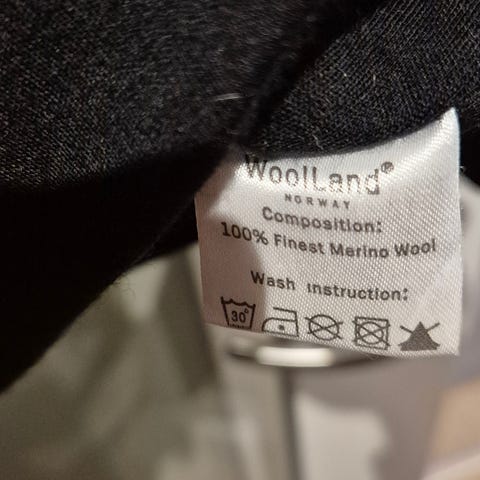 WoolLand®
NORWAY
Composition:
100% Finest Merino Wool
Wash instruction:
30°